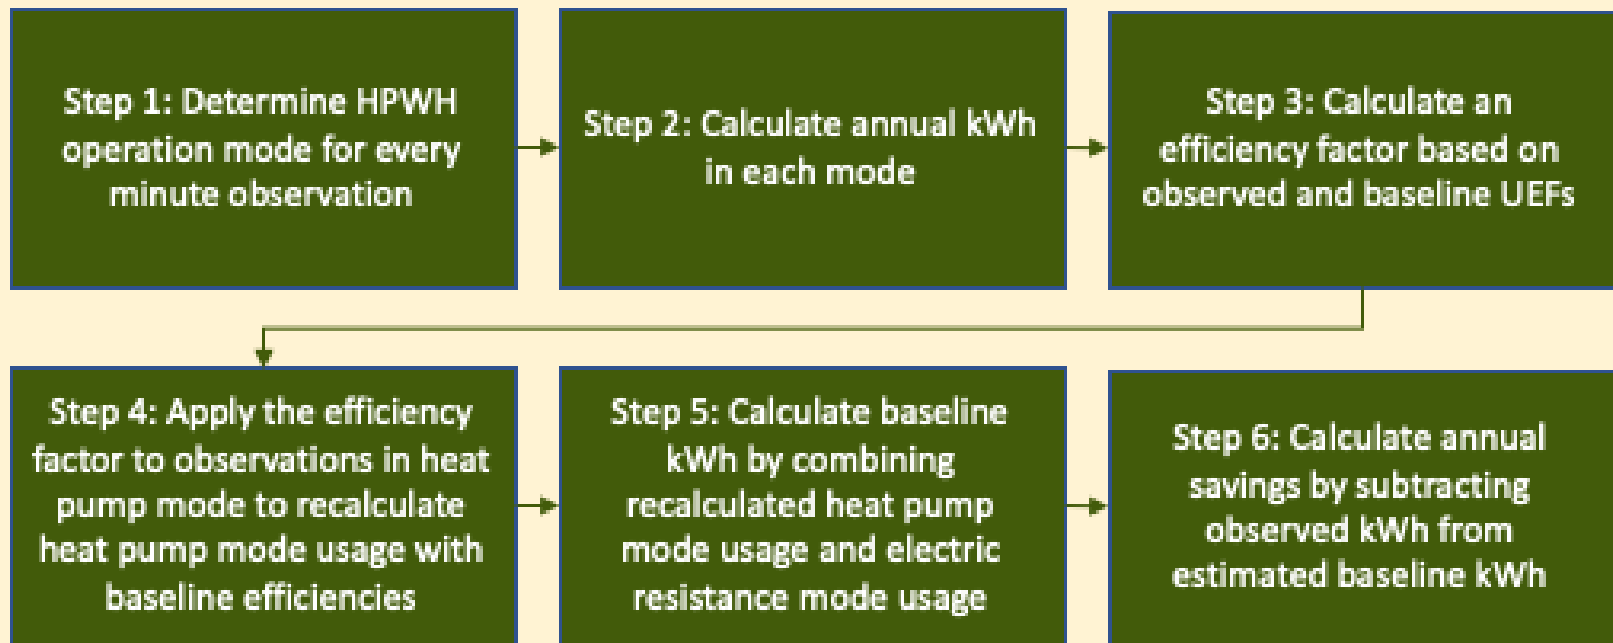 Step 1: Determine HPWH
operation mode for every
minute observation
Step 2: Calculate annual kWh
in each mode
Step 3: Calculate an
efficiency factor based on
observed and baseline UEFs
Step 4: Apply the efficiency
factor to observations in heat
pump mode to recalculate
heat pump mode usage with
baseline efficiencies
Step 5: Calculate baseline
kWh by combining
recalculated heat pump
mode usage and electric
resistance mode usage
Step 6: Calculate annual
savings by subtracting
observed kWh from
estimated baseline kWh